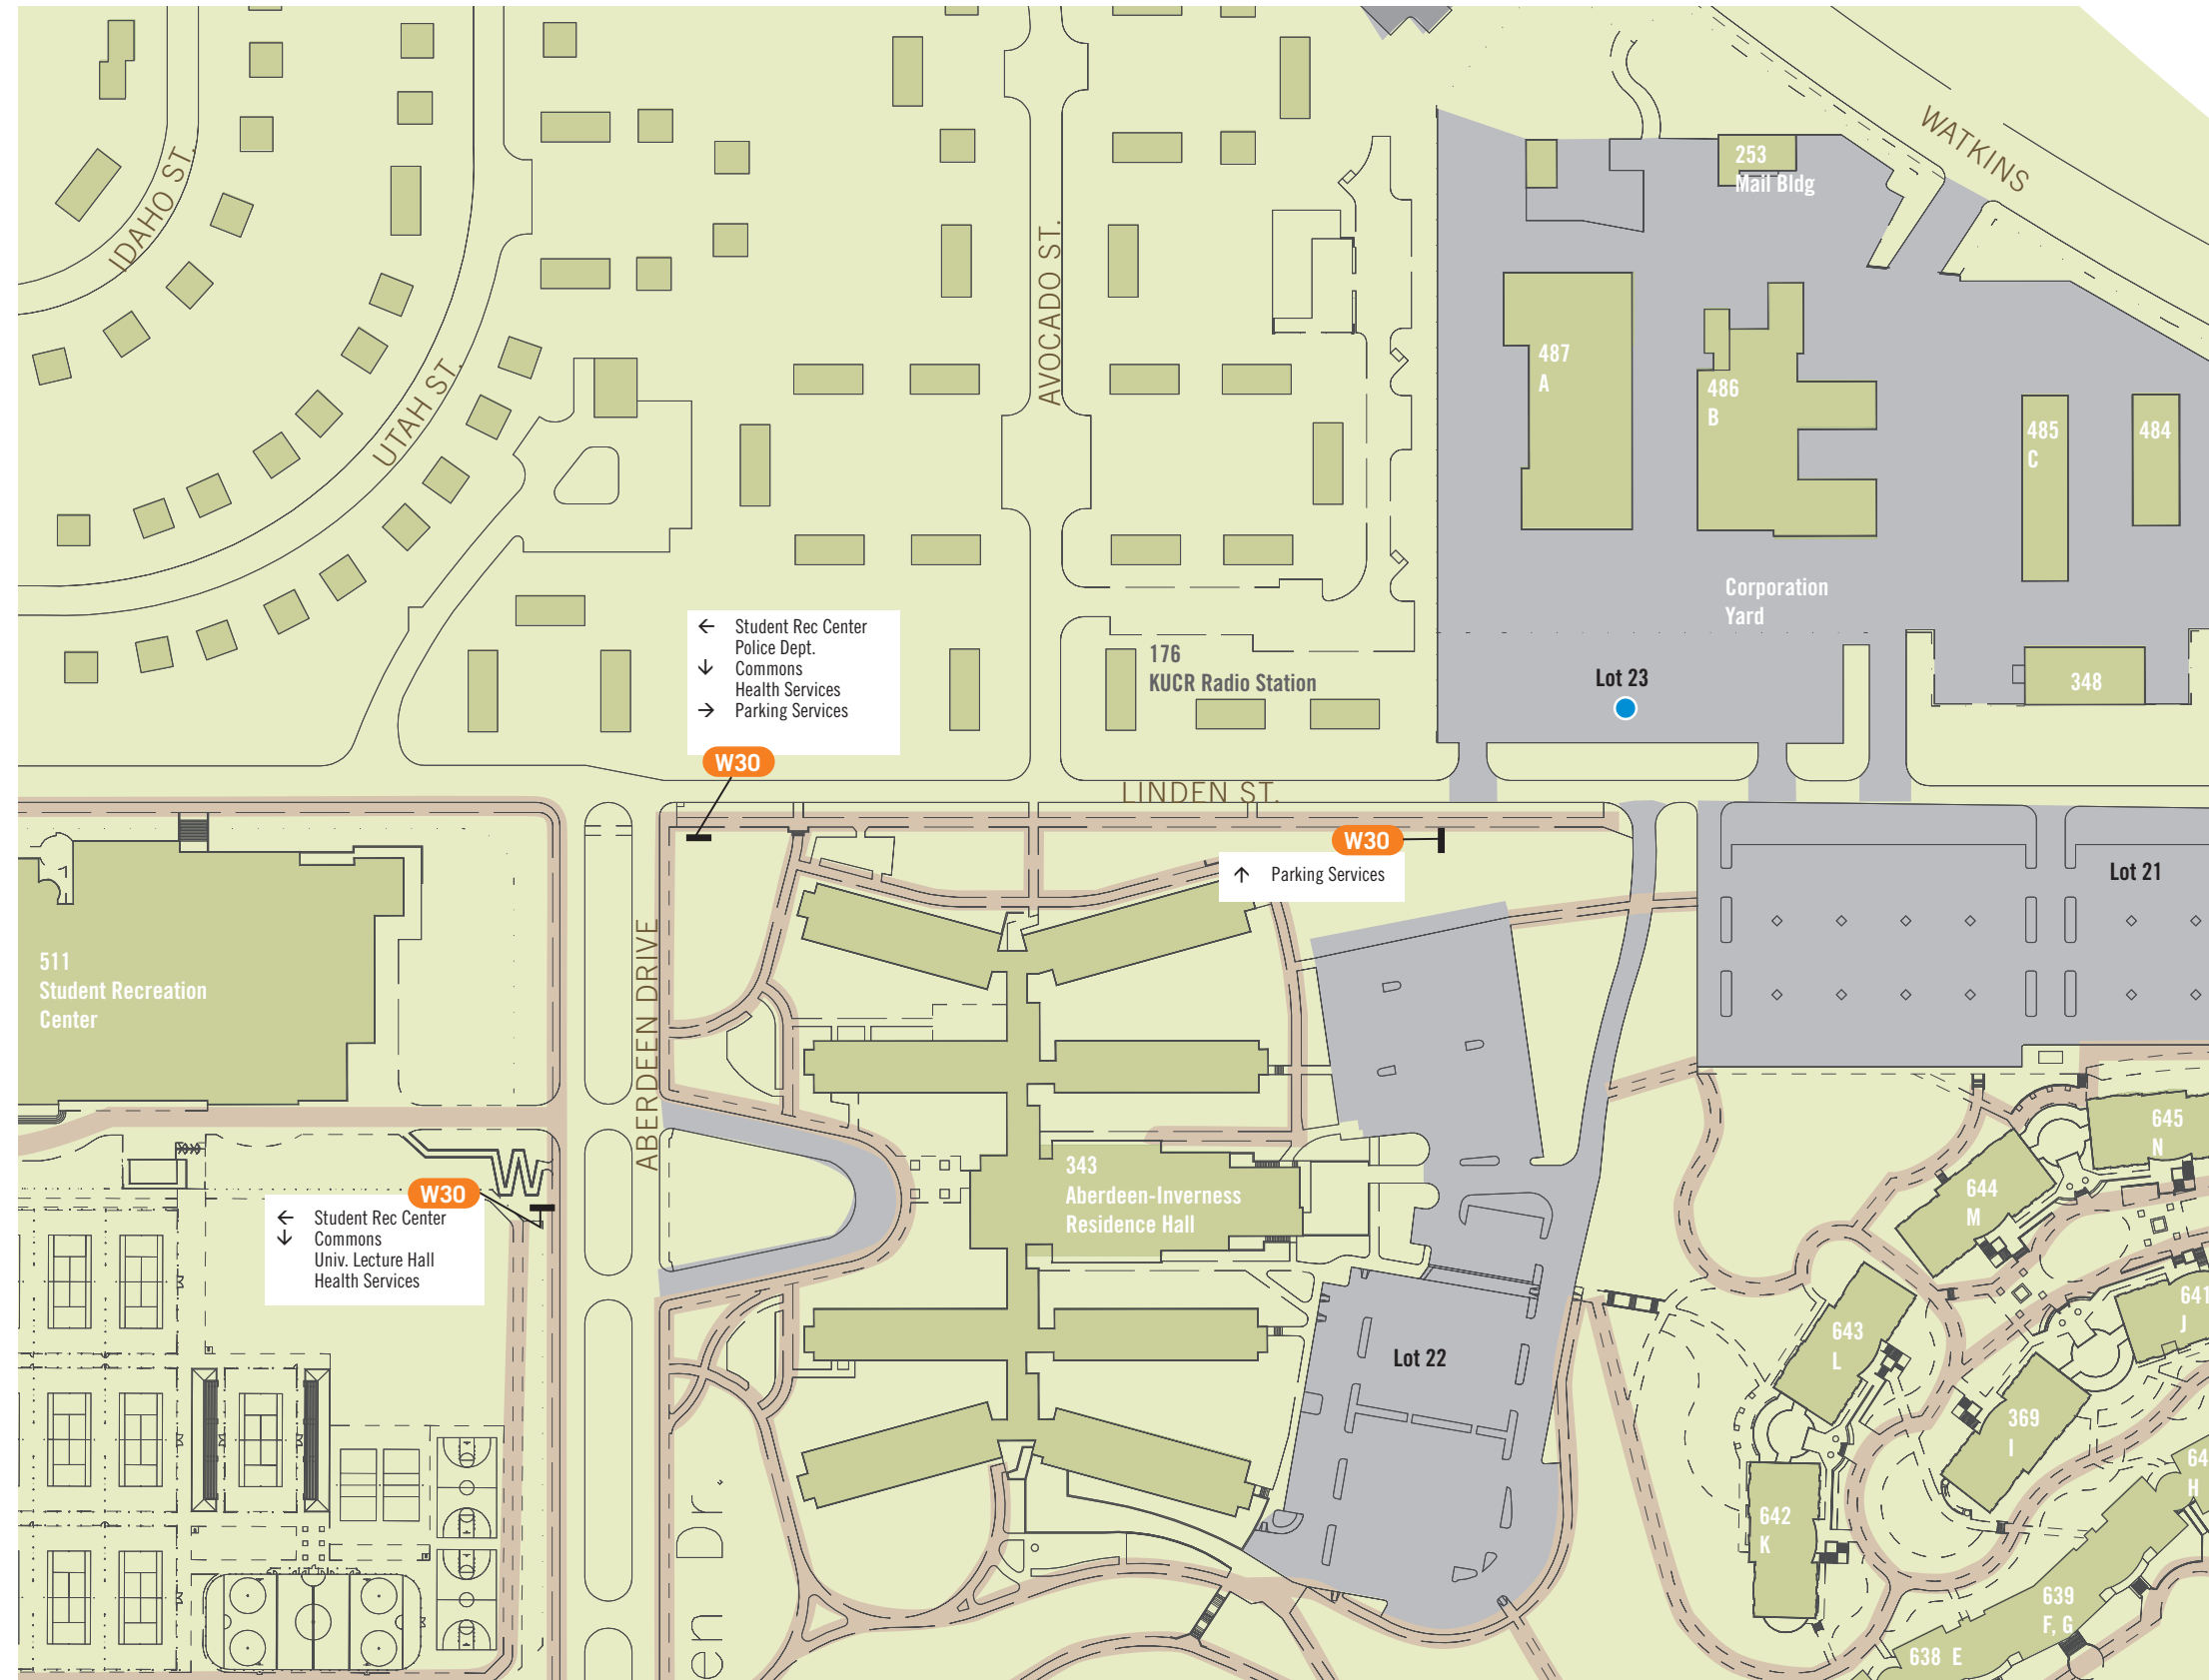 WATKINS
253
Mail Bldg
IDAHO ST.
AVOCADO ST.
UTAH ST.
487
A
486
B
485
C
484
Corporation
Yard
← Student Rec Center
Police Dept.
↓ Commons
Health Services
→ Parking Services
176
KUCR Radio Station
Lot 23
348
W30
LINDEN ST.
W30
↑ Parking Services
Lot 21
511
Student Recreation
Center
ABERDEEN DRIVE
645
N
343
Aberdeen-Inverness
Residence Hall
644
M
W30
← Student Rec Center
↓ Commons
Univ. Lecture Hall
Health Services
641
J
643
L
Lot 22
369
I
64
H
642
K
en Dr.
639
F, G
638 E